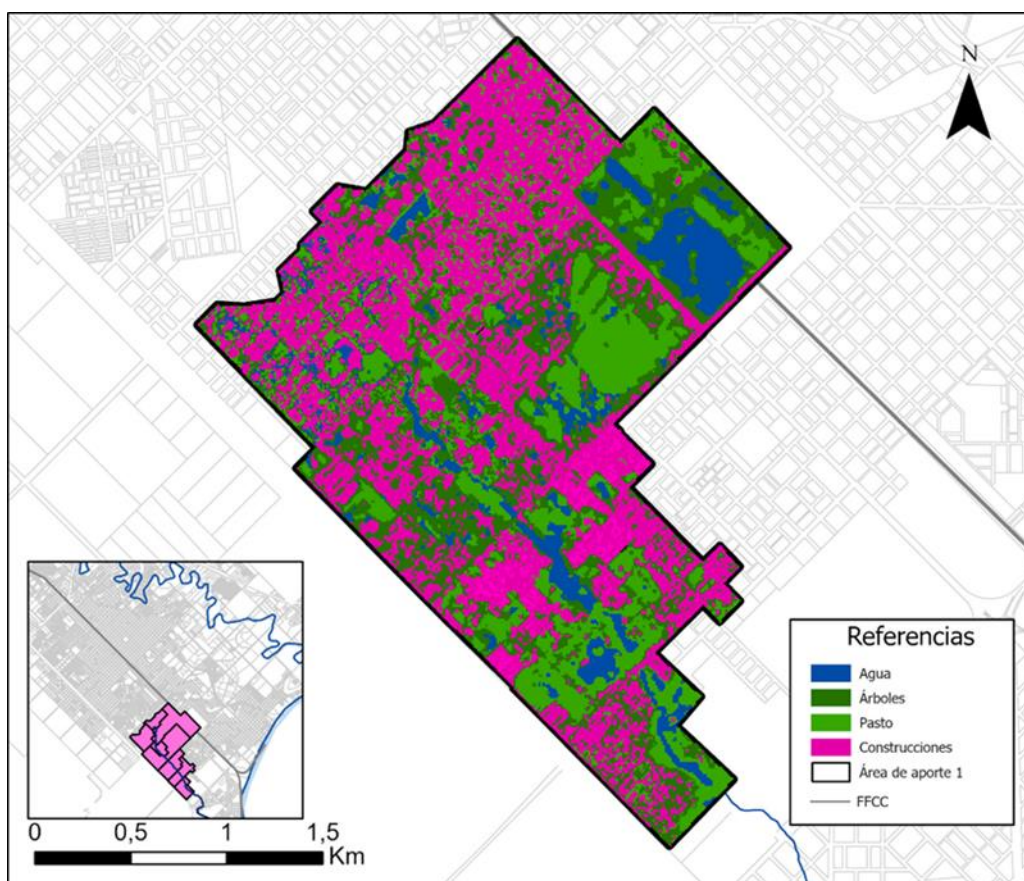 N
Referencias
Agua
Árboles
Pasto
Construcciones
Área de aporte 1
FFCC
0 0,5 1 1,5
Km